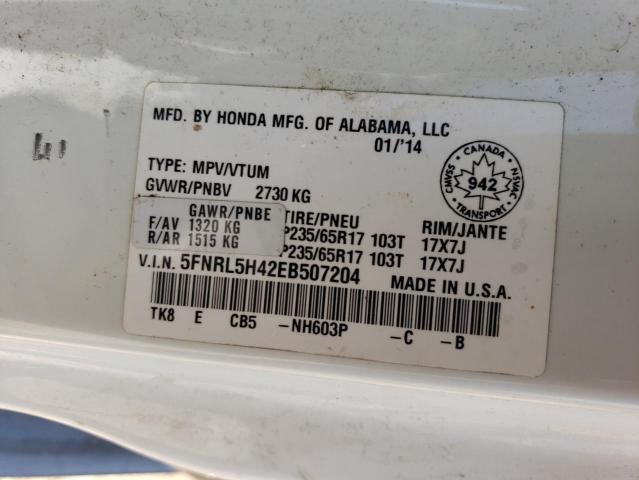 MFD. BY HONDA MFG. OF ALABAMA, LLC
01/'14
TYPE: MPV/VTUM
GVWR/PNBV 2730 KG
GAWR/PNBE TIRE/PNEU RIM/JANTE
F/AV 1320 KG P235/65R17 103T 17X7J
R/AR 1515 KG P235/65R17 103T 17X7J
V.I.N. 5FNRL5H42EB507204 MADE IN U.S.A.
TK8 E CB5 -NH603P -C -B
CANADA
CMVSS 942 NSVAC
TRANSPORT